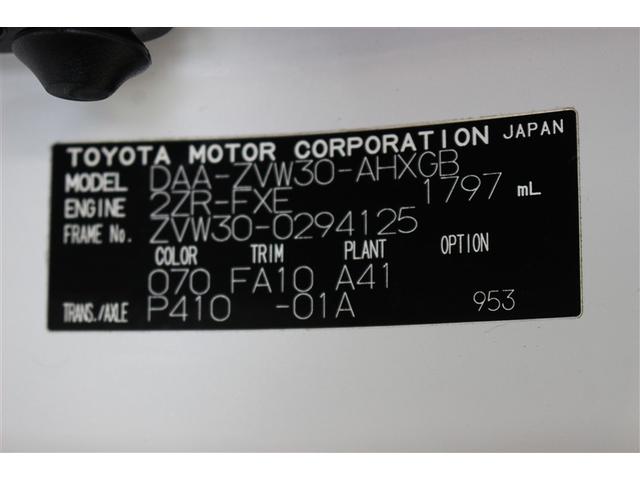 TOYOTA MOTOR CORPORATION JAPAN
MODEL DAA-ZVW30-AHXGB
ENGINE 2ZR-FXE 1797 mL
FRAME No. ZVW30-0294125
COLOR TRIM PLANT OPTION
070 FA10 A41
TRANS./AXLE P410 -01A 953